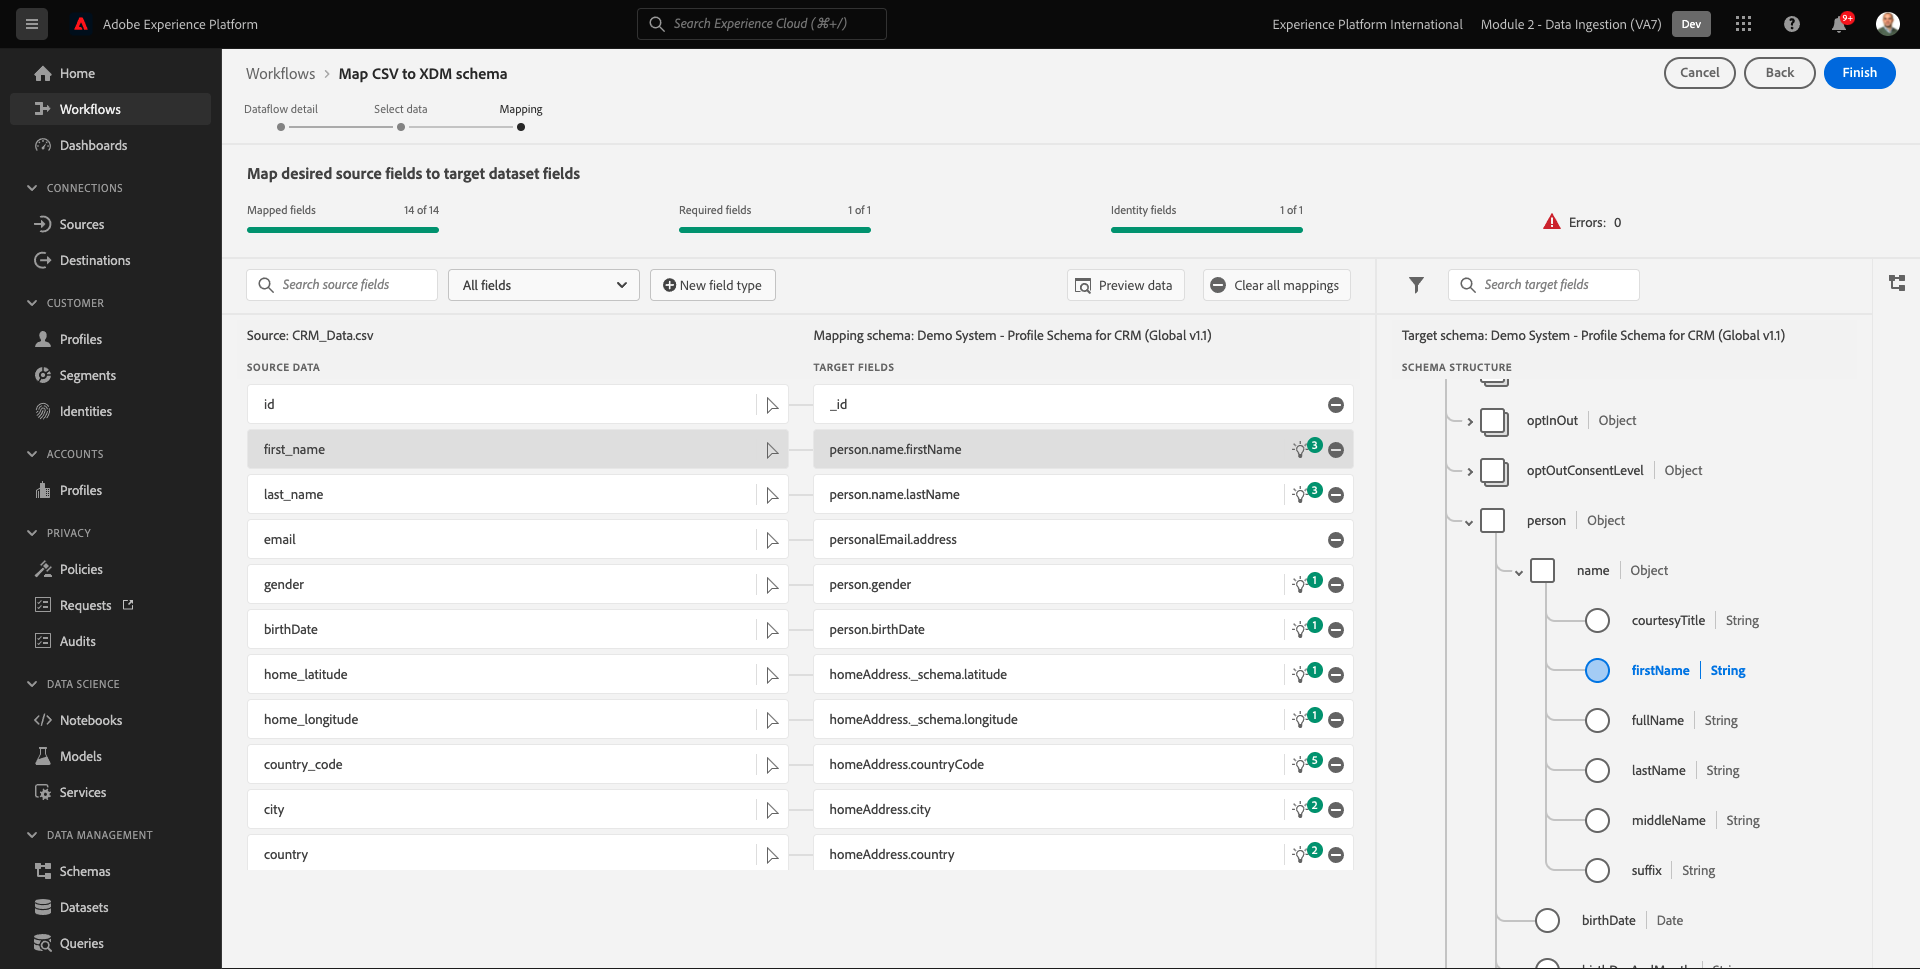 Adobe Experience Platform
Search Experience Cloud (⌘+/)
Experience Platform International
Module 2 - Data Ingestion (VA7)
Dev
9+
Home
Workflows
Dashboards
CONNECTIONS
Sources
Destinations
CUSTOMER
Profiles
Segments
Identities
ACCOUNTS
Profiles
PRIVACY
Policies
Requests
Audits
DATA SCIENCE
Notebooks
Models
Services
DATA MANAGEMENT
Schemas
Datasets
Queries
Workflows > Map CSV to XDM schema
Cancel
Back
Finish
Dataflow detail
Select data
Mapping
Map desired source fields to target dataset fields
Mapped fields 14 of 14
Required fields 1 of 1
Identity fields 1 of 1
Errors: 0
Search source fields
All fields
New field type
Preview data
Clear all mappings
Search target fields
Source: CRM_Data.csv
Mapping schema: Demo System - Profile Schema for CRM (Global v1.1)
SOURCE DATA
TARGET FIELDS
id
_id
first_name
person.name.firstName
3
last_name
person.name.lastName
3
email
personalEmail.address
gender
person.gender
1
birthDate
person.birthDate
1
home_latitude
homeAddress._schema.latitude
1
home_longitude
homeAddress._schema.longitude
1
country_code
homeAddress.countryCode
5
city
homeAddress.city
2
country
homeAddress.country
2
Target schema: Demo System - Profile Schema for CRM (Global v1.1)
SCHEMA STRUCTURE
optInOut | Object
optOutConsentLevel | Object
person | Object
name | Object
courtesyTitle | String
firstName | String
fullName | String
lastName | String
middleName | String
suffix | String
birthDate | Date